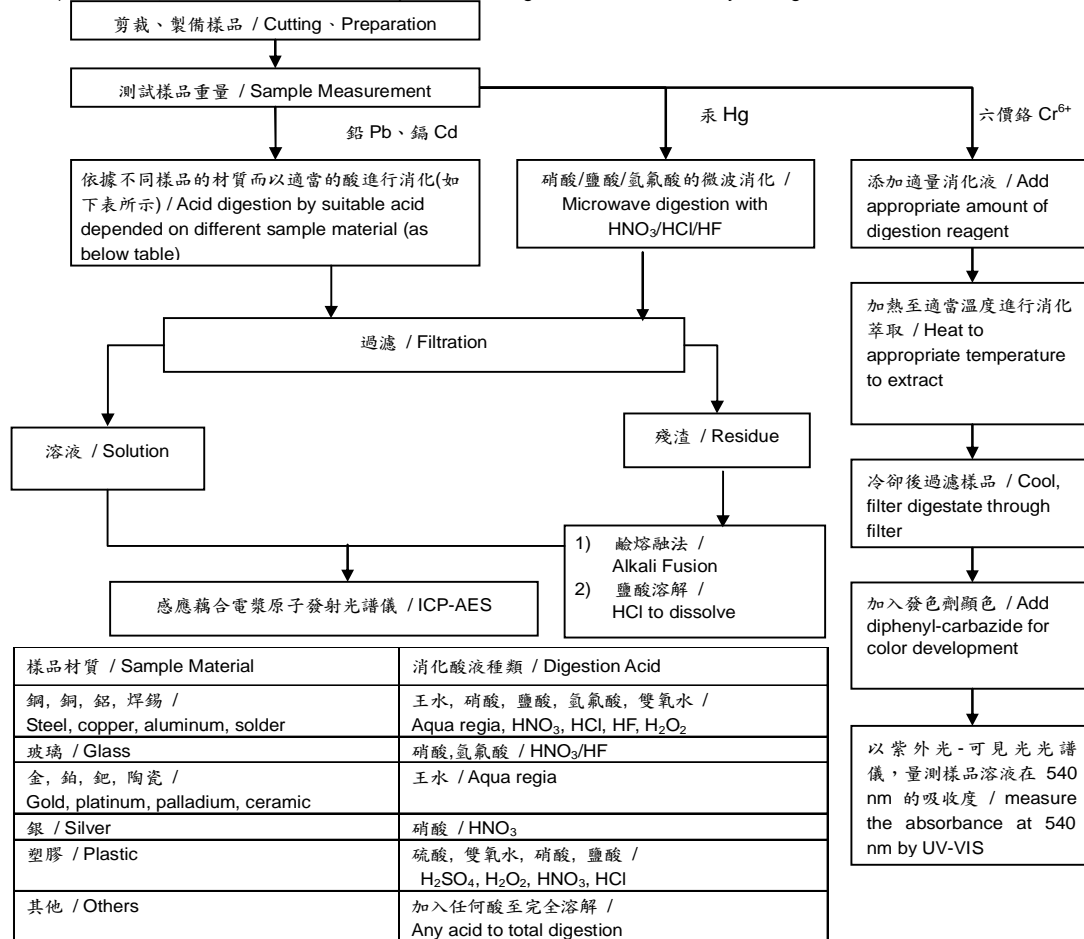 剪裁、製備樣品 / Cutting、Preparation
測試樣品重量 / Sample Measurement
鉛 Pb、鎘 Cd
汞 Hg
六價鉻 Cr⁶⁺
依據不同樣品的材質而以適當的酸進行消化(如
下表所示) / Acid digestion by suitable acid
depended on different sample material (as
below table)
硝酸/鹽酸/氫氟酸的微波消化 /
Microwave digestion with
HNO₃/HCl/HF
添加適量消化液 / Add
appropriate amount of
digestion reagent
過濾 / Filtration
加熱至適當溫度進行消化
萃取 / Heat to
appropriate temperature
to extract
溶液 / Solution
殘渣 / Residue
冷卻後過濾樣品 / Cool,
filter digestate through
filter
1) 鹼熔融法 /
Alkali Fusion
2) 鹽酸溶解 /
HCl to dissolve
感應藕合電漿原子發射光譜儀 / ICP-AES
加入發色劑顯色 / Add
diphenyl-carbazide for
color development
以紫外光-可見光光譜
儀，量測樣品溶液在 540
nm 的吸收度 / measure
the absorbance at 540
nm by UV-VIS
樣品材質 / Sample Material
消化酸液種類 / Digestion Acid
鋼, 銅, 鋁, 焊錫 /
Steel, copper, aluminum, solder
王水, 硝酸, 鹽酸, 氫氟酸, 雙氧水 /
Aqua regia, HNO₃, HCl, HF, H₂O₂
玻璃 / Glass
硝酸,氫氟酸 / HNO₃/HF
金, 鉑, 鈀, 陶瓷 /
Gold, platinum, palladium, ceramic
王水 / Aqua regia
銀 / Silver
硝酸 / HNO₃
塑膠 / Plastic
硫酸, 雙氧水, 硝酸, 鹽酸 /
H₂SO₄, H₂O₂, HNO₃, HCl
其他 / Others
加入任何酸至完全溶解 /
Any acid to total digestion